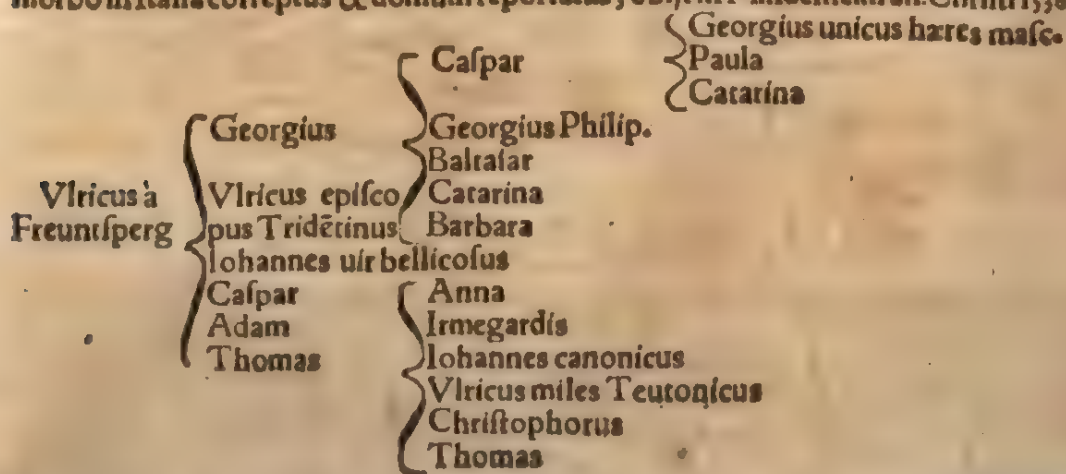 Georgius unicus hæres maſc.
Caſpar Paula
Catarina
Georgius Georgius Philip.
Baltaſar
Vlricus à Vlricus epiſco Catarina
Freuntſperg pus Tridētinus Barbara
Iohannes uir bellicoſus
Caſpar Anna
Adam Irmegardis
Thomas Iohannes canonicus
Vlricus miles Teutonicus
Chriſtophorus
Thomas